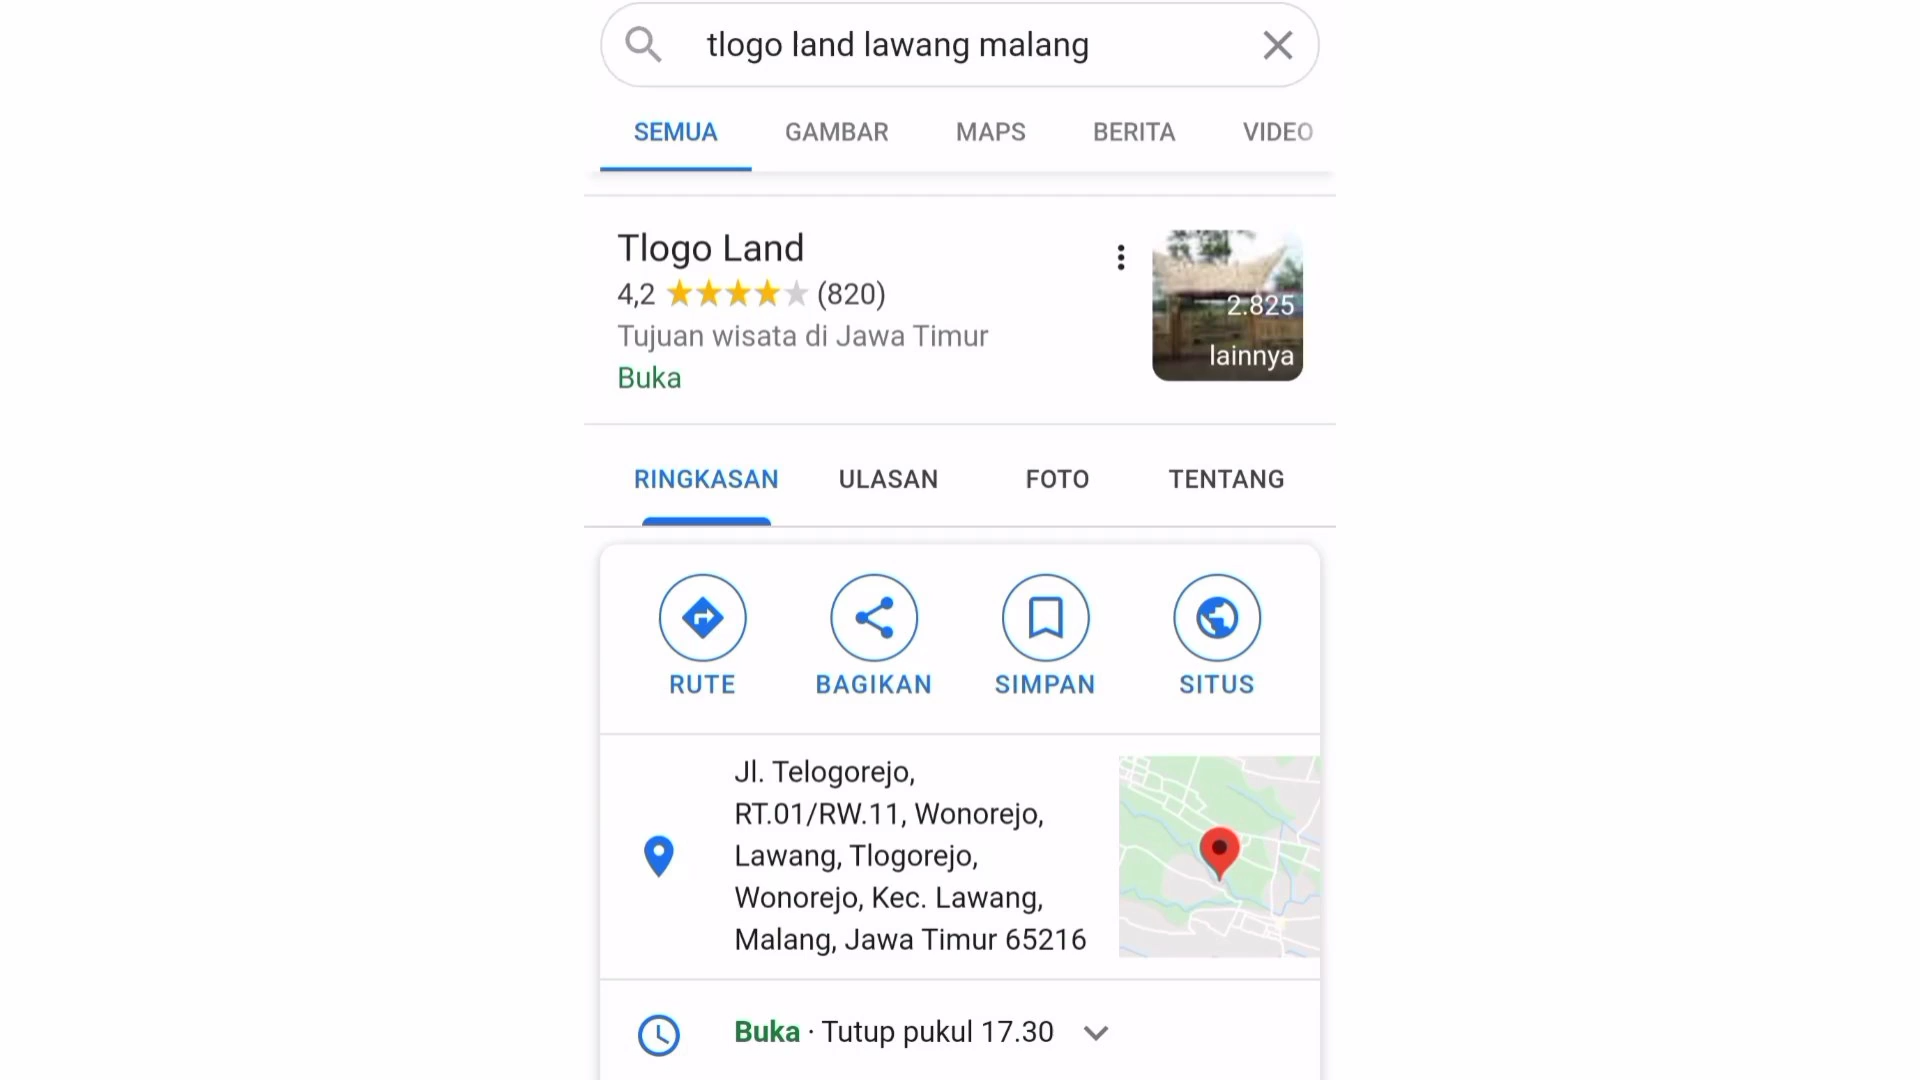 tlogo land lawang malang
SEMUA GAMBAR MAPS BERITA VIDEO
Tlogo Land
4,2 (820)
Tujuan wisata di Jawa Timur
Buka
2.825
lainnya
RINGKASAN ULASAN FOTO TENTANG
RUTE BAGIKAN SIMPAN SITUS
Jl. Telogorejo,
RT.01/RW.11, Wonorejo,
Lawang, Tlogorejo,
Wonorejo, Kec. Lawang,
Malang, Jawa Timur 65216
Buka · Tutup pukul 17.30